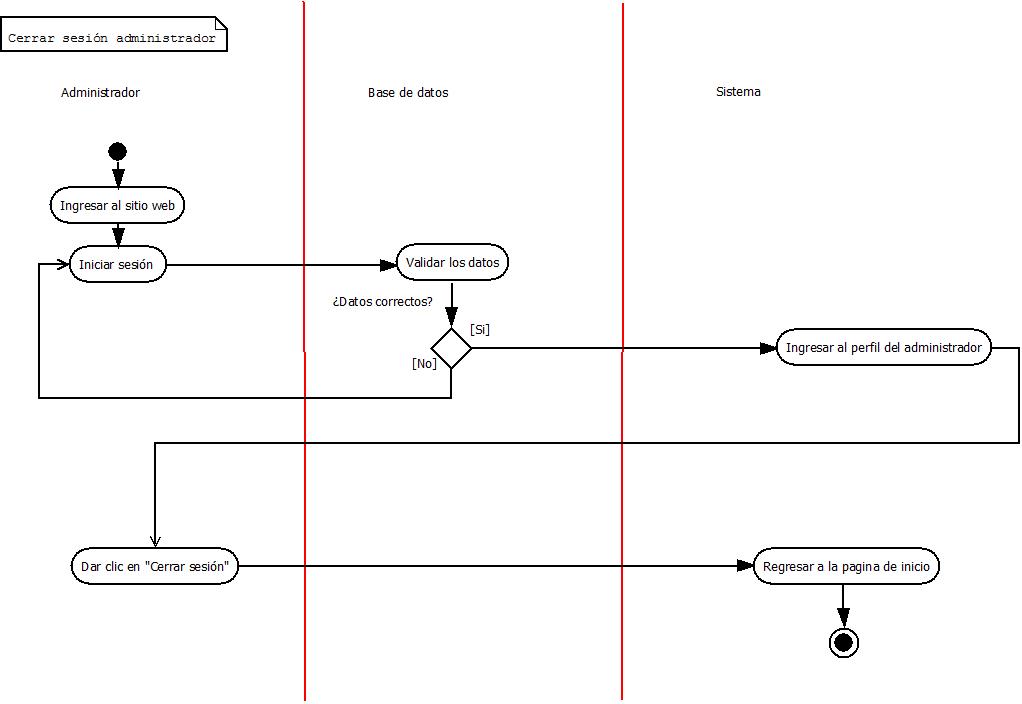 Cerrar sesión administrador
Administrador
Base de datos
Sistema
Ingresar al sitio web
Iniciar sesión
Validar los datos
¿Datos correctos?
[Si]
[No]
Ingresar al perfil del administrador
Dar clic en "Cerrar sesión"
Regresar a la pagina de inicio